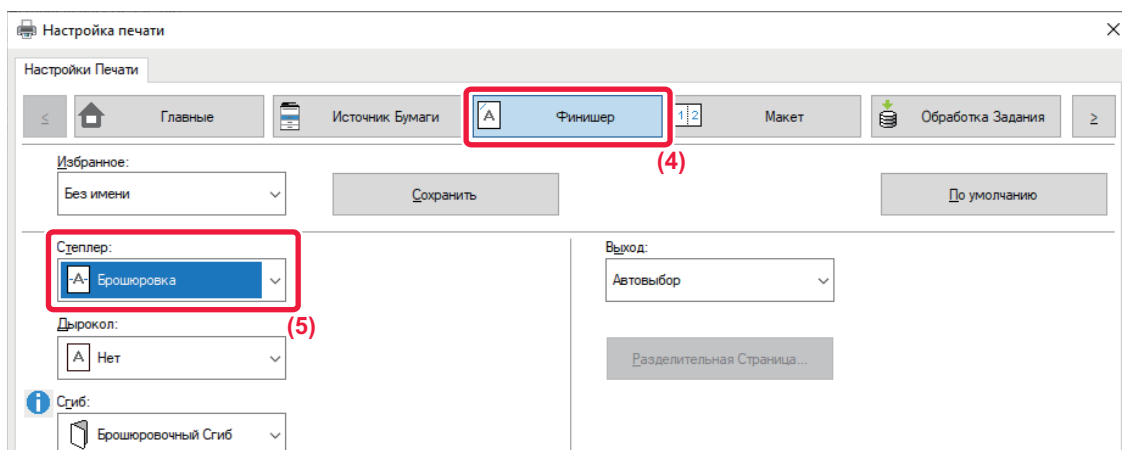 Настройка печати
Настройки Печати
≤ Главные Источник Бумаги A Финишер 1 2 Макет Обработка Задания ≥
(4)
Избранное:
Без имени Сохранить По умолчанию
Степлер: Выход:
-A- Брошюровка Автовыбор
(5)
Дырокол:
A Нет Разделительная Страница...
Сгиб:
Брошюровочный Сгиб